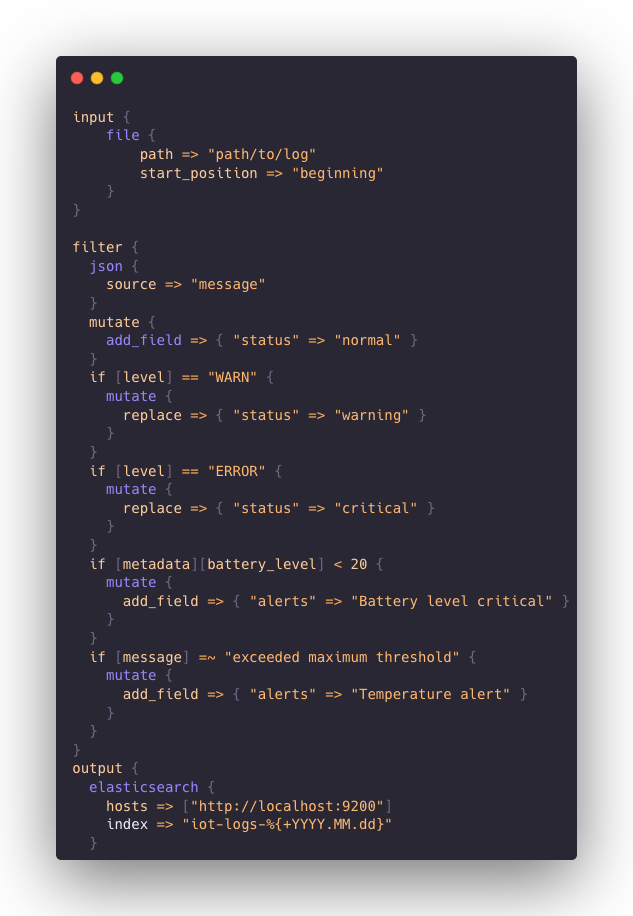 input {
    file {
        path => "path/to/log"
        start_position => "beginning"
    }
}

filter {
  json {
    source => "message"
  }
  mutate {
    add_field => { "status" => "normal" }
  }
  if [level] == "WARN" {
    mutate {
      replace => { "status" => "warning" }
    }
  }
  if [level] == "ERROR" {
    mutate {
      replace => { "status" => "critical" }
    }
  }
  if [metadata][battery_level] < 20 {
    mutate {
      add_field => { "alerts" => "Battery level critical" }
    }
  }
  if [message] =~ "exceeded maximum threshold" {
    mutate {
      add_field => { "alerts" => "Temperature alert" }
    }
  }
}
output {
  elasticsearch {
    hosts => ["http://localhost:9200"]
    index => "iot-logs-%{+YYYY.MM.dd}"
  }